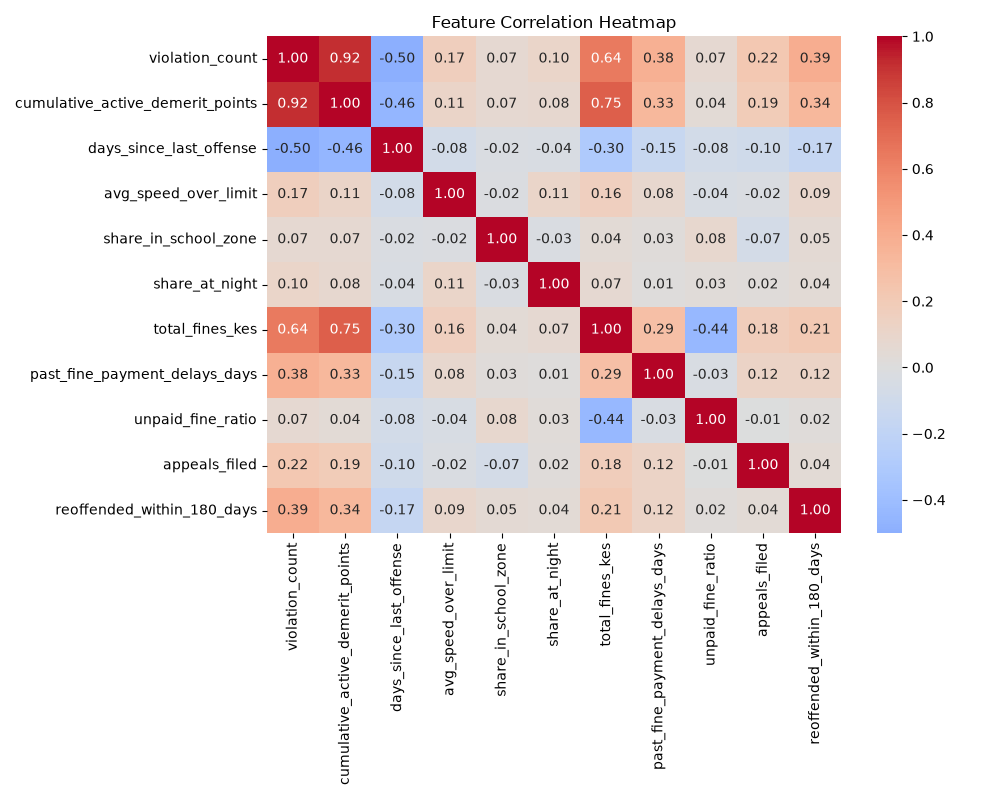 Feature Correlation Heatmap
violation_count 1.00 0.92 -0.50 0.17 0.07 0.10 0.64 0.38 0.07 0.22 0.39
cumulative_active_demerit_points 0.92 1.00 -0.46 0.11 0.07 0.08 0.75 0.33 0.04 0.19 0.34
days_since_last_offense -0.50 -0.46 1.00 -0.08 -0.02 -0.04 -0.30 -0.15 -0.08 -0.10 -0.17
avg_speed_over_limit 0.17 0.11 -0.08 1.00 -0.02 0.11 0.16 0.08 -0.04 -0.02 0.09
share_in_school_zone 0.07 0.07 -0.02 -0.02 1.00 -0.03 0.04 0.03 0.08 -0.07 0.05
share_at_night 0.10 0.08 -0.04 0.11 -0.03 1.00 0.07 0.01 0.03 0.02 0.04
total_fines_kes 0.64 0.75 -0.30 0.16 0.04 0.07 1.00 0.29 -0.44 0.18 0.21
past_fine_payment_delays_days 0.38 0.33 -0.15 0.08 0.03 0.01 0.29 1.00 -0.03 0.12 0.12
unpaid_fine_ratio 0.07 0.04 -0.08 -0.04 0.08 0.03 -0.44 -0.03 1.00 -0.01 0.02
appeals_filed 0.22 0.19 -0.10 -0.02 -0.07 0.02 0.18 0.12 -0.01 1.00 0.04
reoffended_within_180_days 0.39 0.34 -0.17 0.09 0.05 0.04 0.21 0.12 0.02 0.04 1.00
violation_count
cumulative_active_demerit_points
days_since_last_offense
avg_speed_over_limit
share_in_school_zone
share_at_night
total_fines_kes
past_fine_payment_delays_days
unpaid_fine_ratio
appeals_filed
reoffended_within_180_days
1.0
0.8
0.6
0.4
0.2
0.0
−0.2
−0.4